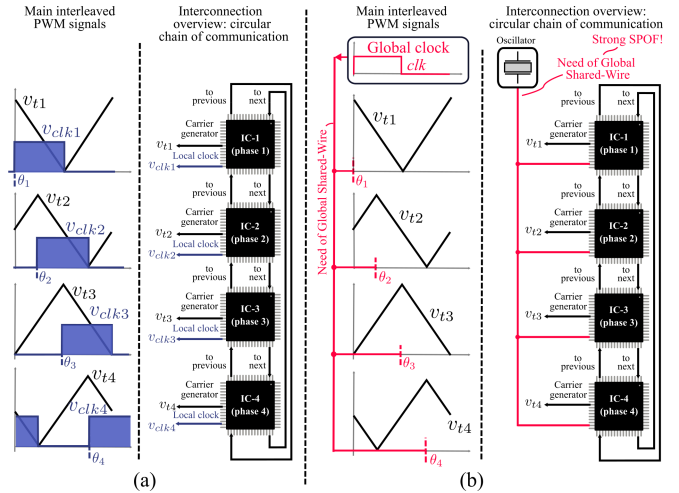 Main interleaved
PWM signals
v_{t1}
v_{clk1}
θ_1
v_{t2}
v_{clk2}
θ_2
v_{t3}
v_{clk3}
θ_3
v_{t4}
v_{clk4}
θ_4
Interconnection
overview: circular
chain of communication
to
previous
to
next
Carrier
generator
v_{t1}
Local clock
v_{clk1}
IC-1
(phase 1)
to
previous
to
next
Carrier
generator
v_{t2}
Local clock
v_{clk2}
IC-2
(phase 2)
to
previous
to
next
Carrier
generator
v_{t3}
Local clock
v_{clk3}
IC-3
(phase 3)
to
previous
to
next
Carrier
generator
v_{t4}
Local clock
v_{clk4}
IC-4
(phase 4)
(a)
Main interleaved
PWM signals
Global clock
clk
Need of Global Shared-Wire
v_{t1}
θ_1
v_{t2}
θ_2
v_{t3}
θ_3
v_{t4}
θ_4
Interconnection overview:
circular chain of communication
Oscillator
Strong SPOF!
Need of Global
Shared-Wire
to
previous
to
next
Carrier
generator
v_{t1}
IC-1
(phase 1)
to
previous
to
next
Carrier
generator
v_{t2}
IC-2
(phase 2)
to
previous
to
next
Carrier
generator
v_{t3}
IC-3
(phase 3)
to
previous
to
next
Carrier
generator
v_{t4}
IC-4
(phase 4)
(b)